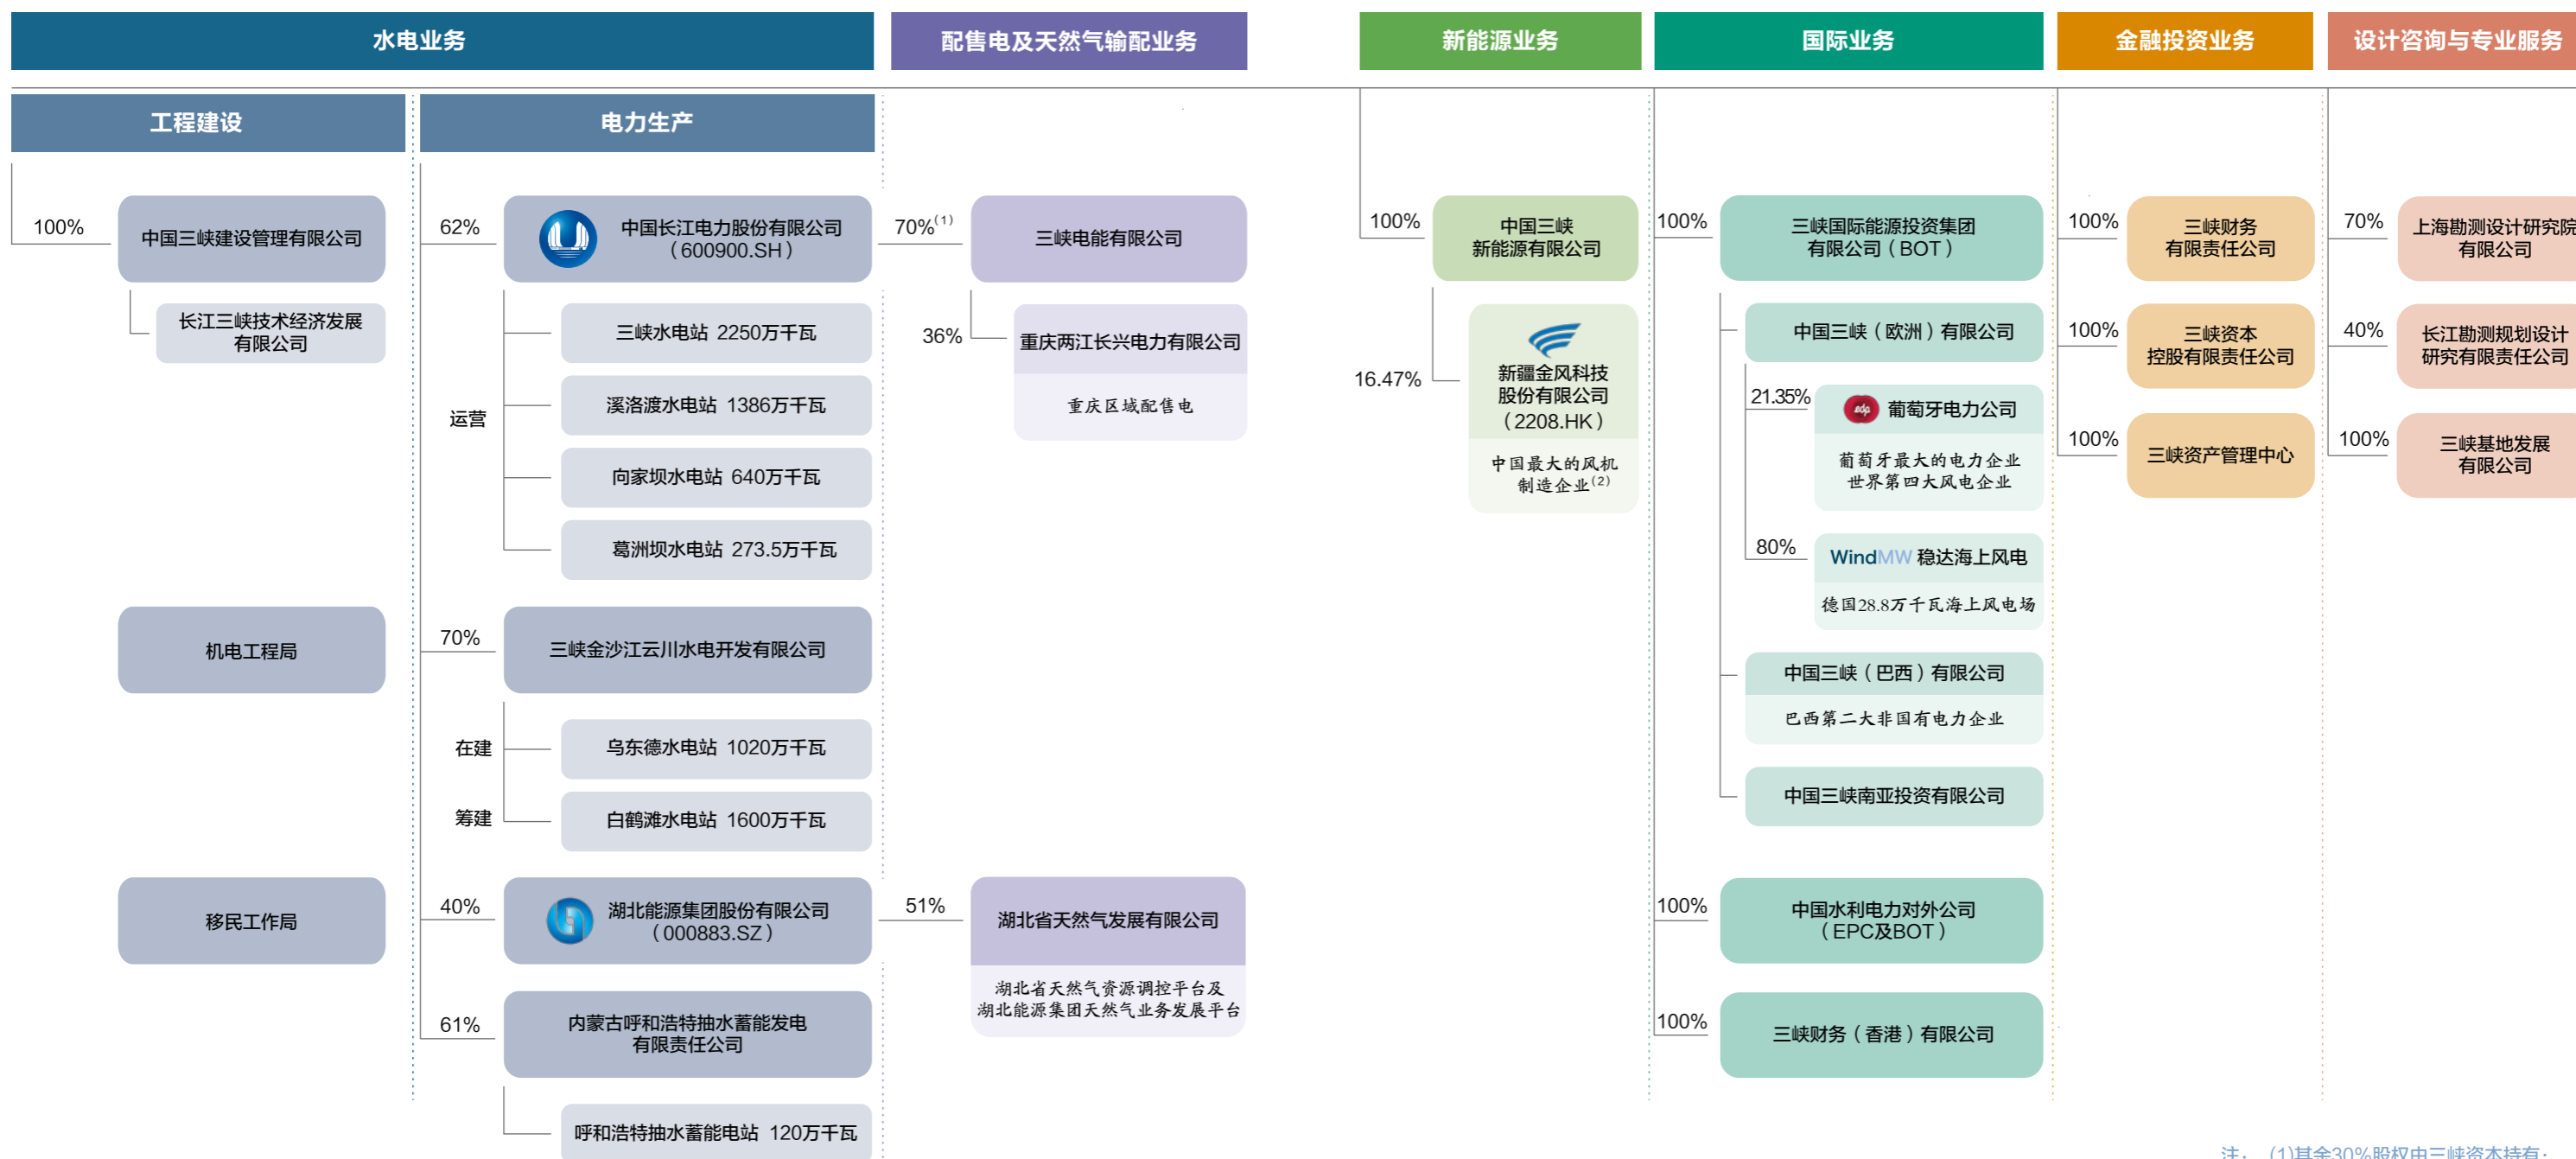 水电业务
配售电及天然气输配业务
新能源业务
国际业务
金融投资业务
设计咨询与专业服务
工程建设
电力生产
100%
中国三峡建设管理有限公司
长江三峡技术经济发展
有限公司
机电工程局
移民工作局
62%
中国长江电力股份有限公司
（600900.SH）
运营
三峡水电站 2250万千瓦
溪洛渡水电站 1386万千瓦
向家坝水电站 640万千瓦
葛洲坝水电站 273.5万千瓦
70%
三峡金沙江云川水电开发有限公司
在建
乌东德水电站 1020万千瓦
筹建
白鹤滩水电站 1600万千瓦
40%
湖北能源集团股份有限公司
（000883.SZ）
61%
内蒙古呼和浩特抽水蓄能发电
有限责任公司
呼和浩特抽水蓄能电站 120万千瓦
70%(1)
三峡电能有限公司
36%
重庆两江长兴电力有限公司
重庆区域配售电
51%
湖北省天然气发展有限公司
湖北省天然气资源调控平台及
湖北能源集团天然气业务发展平台
100%
中国三峡
新能源有限公司
16.47%
新疆金风科技
股份有限公司
（2208.HK）
中国最大的风机
制造企业(2)
100%
三峡国际能源投资集团
有限公司（BOT）
中国三峡（欧洲）有限公司
21.35%
edp 葡萄牙电力公司
葡萄牙最大的电力企业
世界第四大风电企业
80%
WindMW 稳达海上风电
德国28.8万千瓦海上风电场
中国三峡（巴西）有限公司
巴西第二大非国有电力企业
中国三峡南亚投资有限公司
100%
中国水利电力对外公司
（EPC及BOT）
100%
三峡财务（香港）有限公司
100%
三峡财务
有限责任公司
100%
三峡资本
控股有限责任公司
100%
三峡资产管理中心
70%
上海勘测设计研究院
有限公司
40%
长江勘测规划设计
研究有限责任公司
100%
三峡基地发展
有限公司
注： (1)其余30%股权由三峡资本持有；